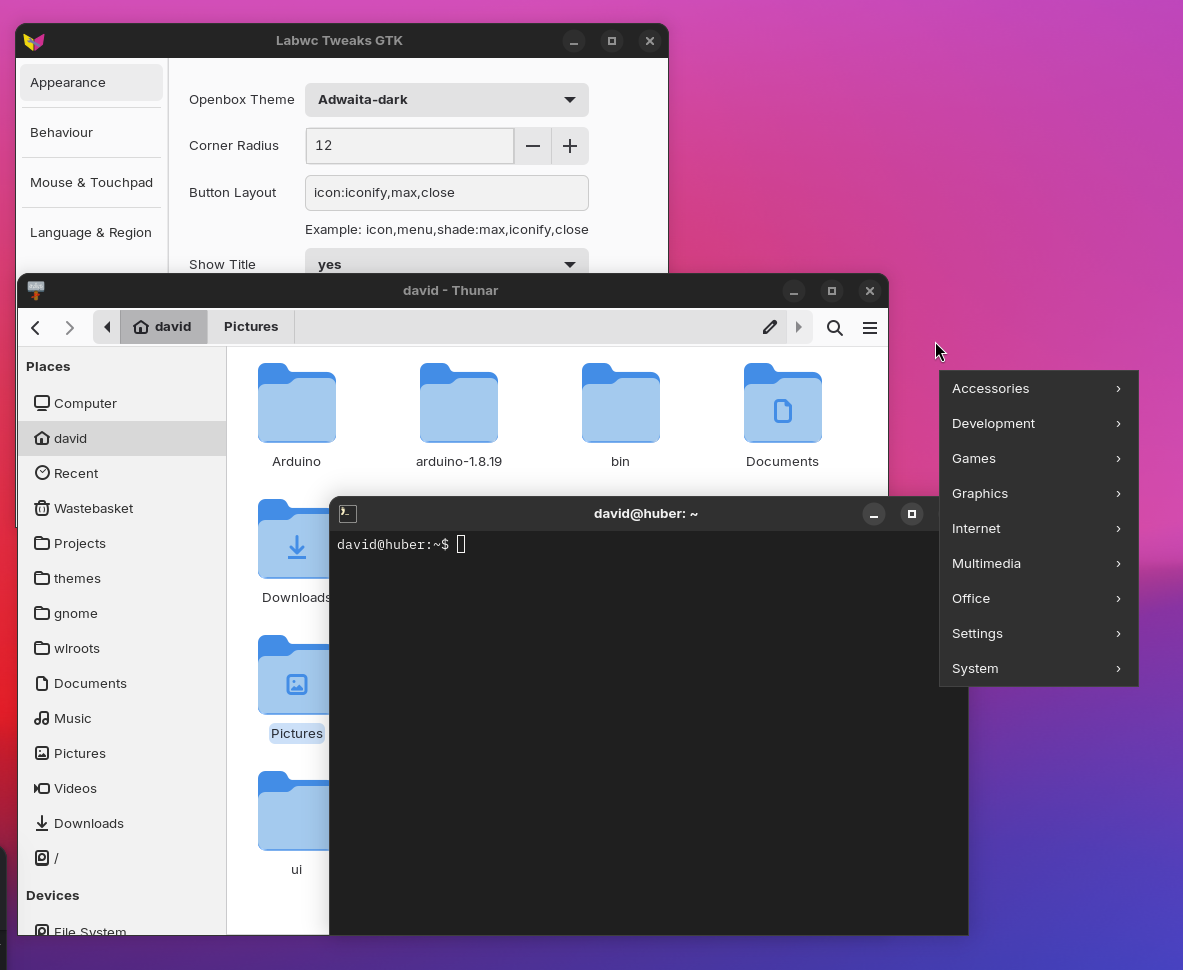 Labwc Tweaks GTK
Appearance
Behaviour
Mouse & Touchpad
Language & Region
Openbox Theme Adwaita-dark
Corner Radius 12
Button Layout icon:iconify,max,close
Example: icon,menu,shade:max,iconify,close
Show Title yes
david - Thunar
david Pictures
Places
Computer
david
Recent
Wastebasket
Projects
themes
gnome
wlroots
Documents
Music
Pictures
Videos
Downloads
/
Devices
File System
Arduino arduino-1.8.19 bin Documents
Downloads
Pictures
ui
david@huber: ~
david@huber:~$
Accessories
Development
Games
Graphics
Internet
Multimedia
Office
Settings
System